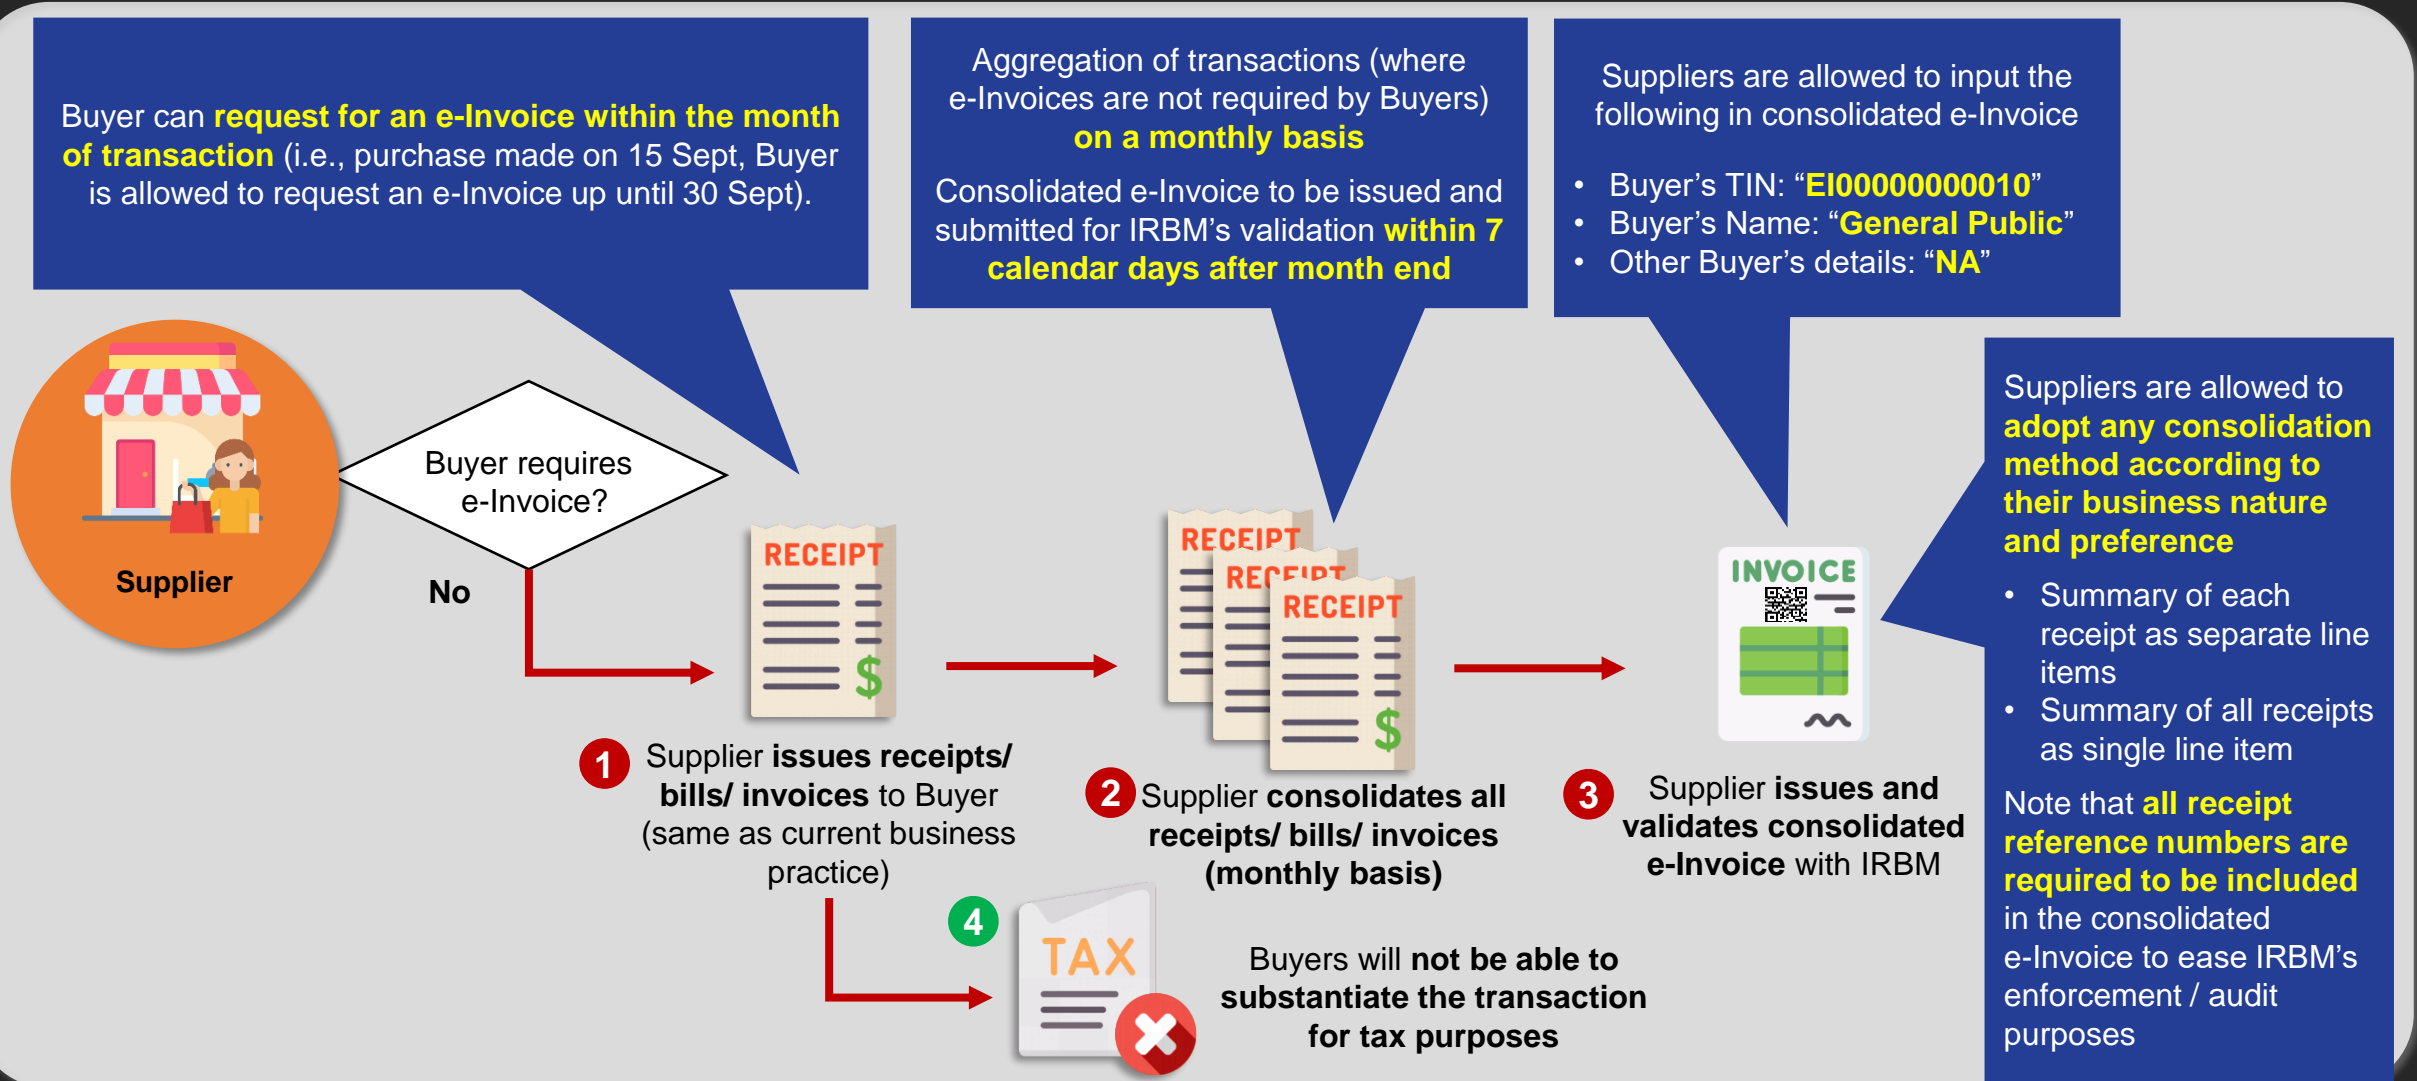 Buyer can request for an e-Invoice within the month
of transaction (i.e., purchase made on 15 Sept, Buyer
is allowed to request an e-Invoice up until 30 Sept).
Aggregation of transactions (where
e-Invoices are not required by Buyers)
on a monthly basis
Consolidated e-Invoice to be issued and
submitted for IRBM’s validation within 7
calendar days after month end
Suppliers are allowed to input the
following in consolidated e-Invoice
• Buyer’s TIN: “EI00000000010”
• Buyer’s Name: “General Public”
• Other Buyer’s details: “NA”
Supplier
Buyer requires
e-Invoice?
No
RECEIPT
$
1
Supplier issues receipts/
bills/ invoices to Buyer
(same as current business
practice)
RECEIPT
RECEIPT
RECEIPT
$
2
Supplier consolidates all
receipts/ bills/ invoices
(monthly basis)
INVOICE
3
Supplier issues and
validates consolidated
e-Invoice with IRBM
Suppliers are allowed to
adopt any consolidation
method according to
their business nature
and preference
• Summary of each
receipt as separate line
items
• Summary of all receipts
as single line item
Note that all receipt
reference numbers are
required to be included
in the consolidated
e-Invoice to ease IRBM’s
enforcement / audit
purposes
4
TAX
Buyers will not be able to
substantiate the transaction
for tax purposes